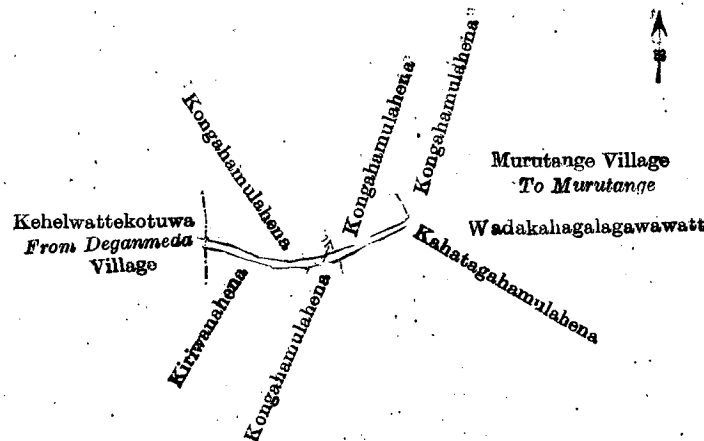 Kongahamulahena
Kongahamulahena
Kongahamulahena
Murutange Village
To Murutange
Kehelwattekotuwa
From Deganmeda
Village
Wadakahagalagawawatt
Kahatagahamulahena
Kiriwanahena
Kongahamulahena